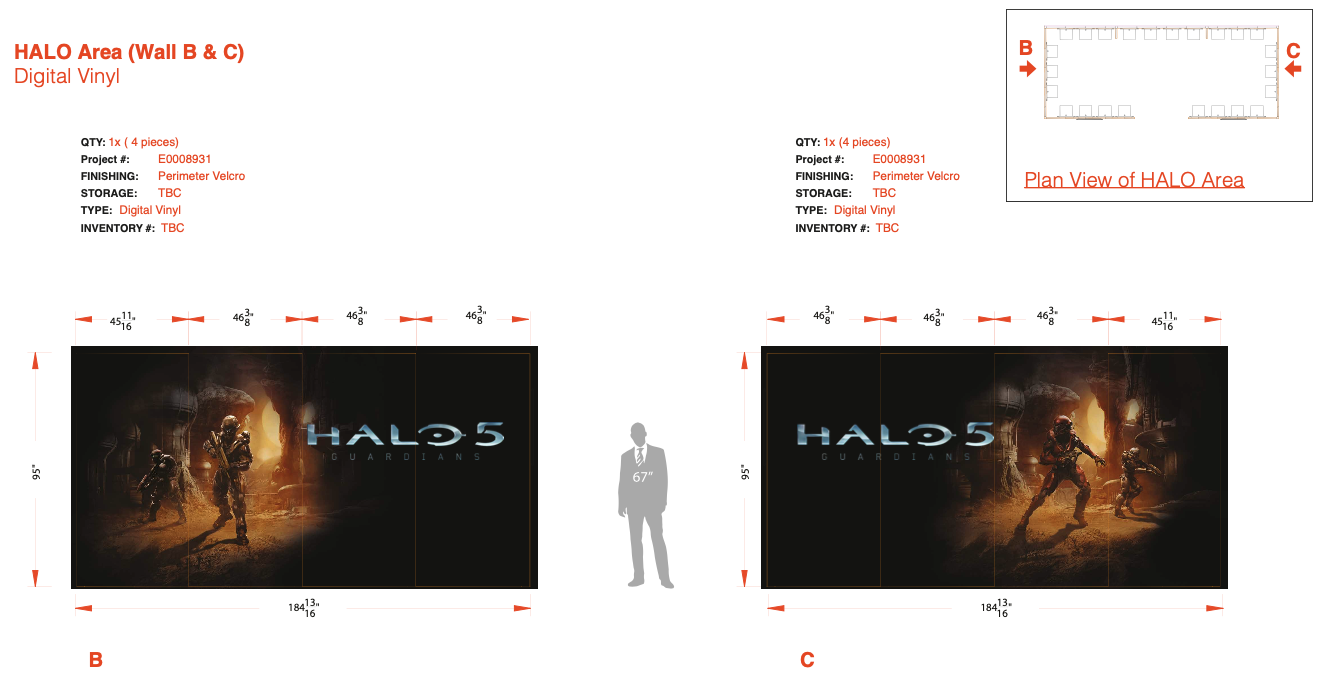 HALO Area (Wall B & C)
Digital Vinyl
B
C
Plan View of HALO Area
QTY: 1x ( 4 pieces)
Project #: E0008931
FINISHING: Perimeter Velcro
STORAGE: TBC
TYPE: Digital Vinyl
INVENTORY #: TBC
QTY: 1x (4 pieces)
Project #: E0008931
FINISHING: Perimeter Velcro
STORAGE: TBC
TYPE: Digital Vinyl
INVENTORY #: TBC
45 11/16" 46 3/8" 46 3/8" 46 3/8"
95"
HALO 5
GUARDIANS
184 13/16"
B
67”
46 3/8" 46 3/8" 46 3/8" 45 11/16"
95"
HALO 5
GUARDIANS
184 13/16"
C